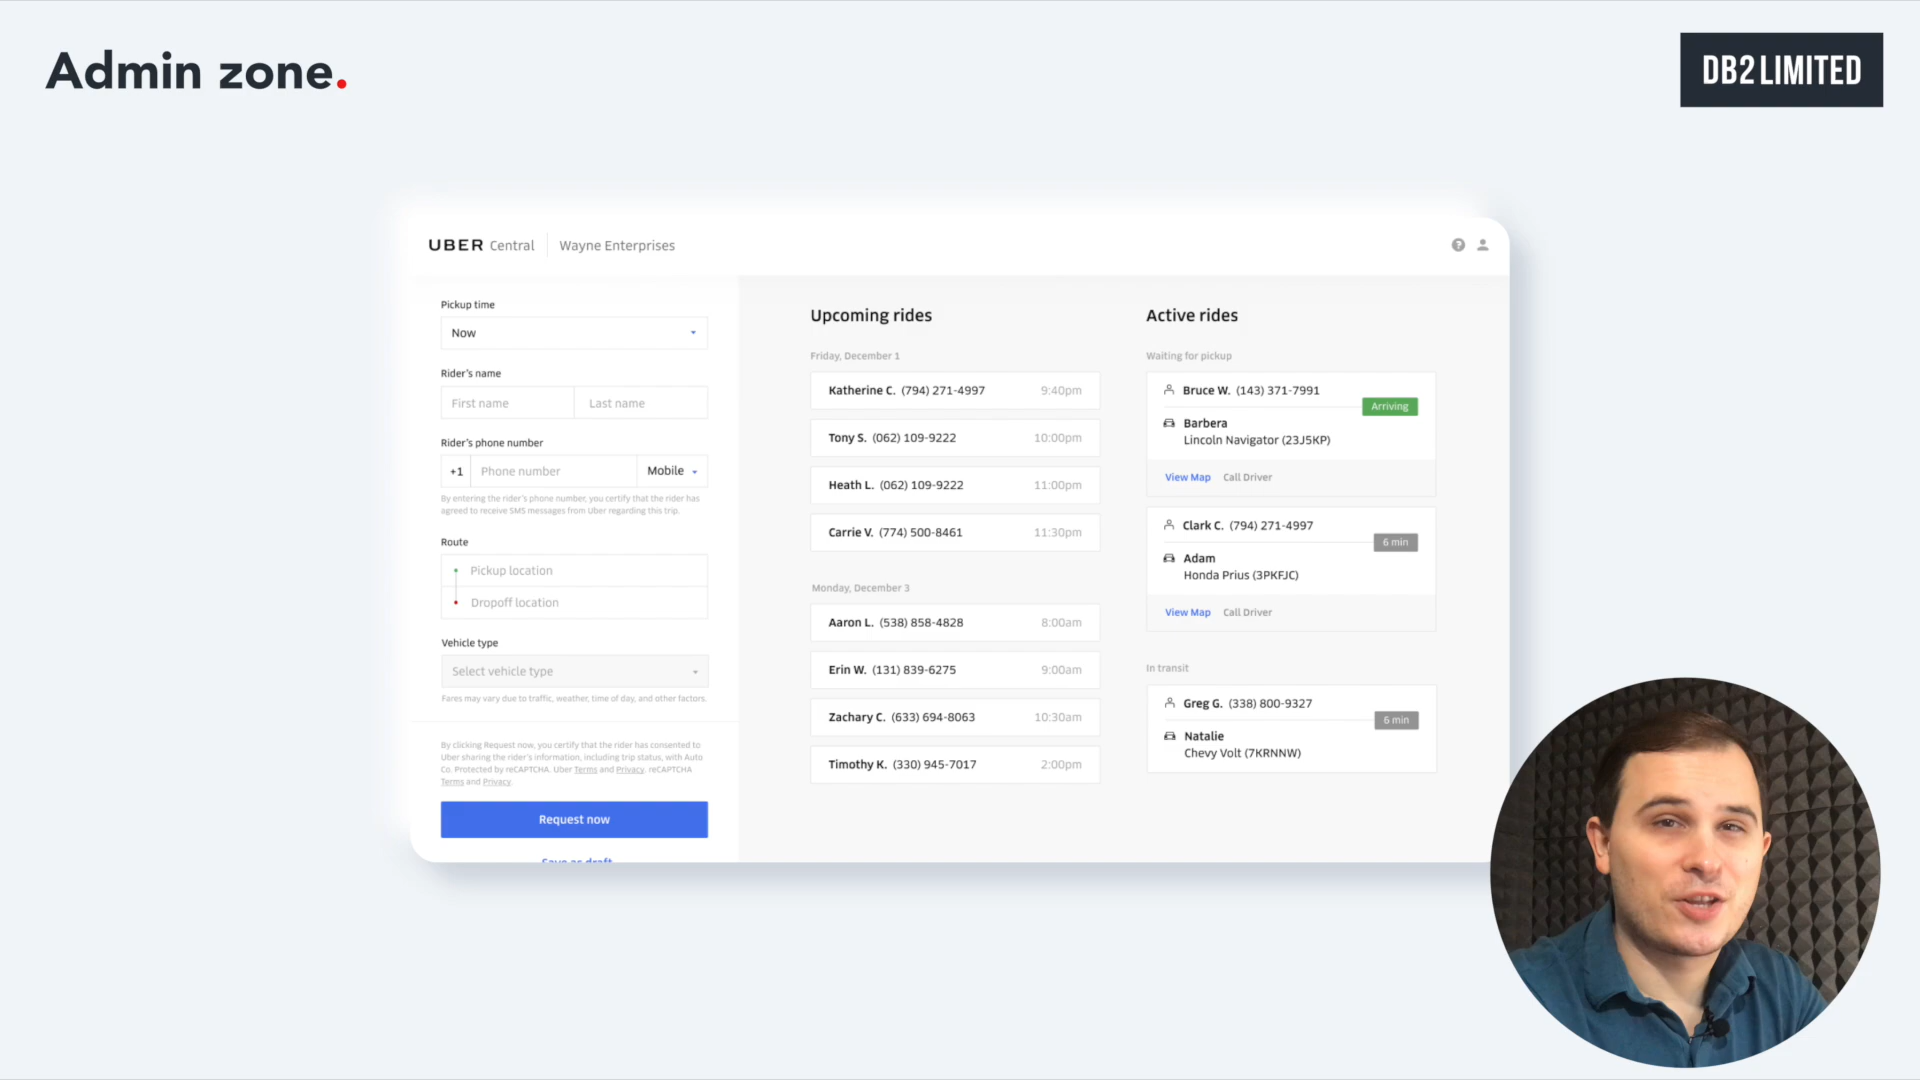 Admin zone.
DB2 LIMITED
UBER Central
Wayne Enterprises
Pickup time
Now
Rider's name
First name
Last name
Rider's phone number
+1
Phone number
Mobile
By entering the rider's phone number, you certify that the rider has
agreed to receive SMS messages from Uber regarding this trip.
Route
Pickup location
Dropoff location
Vehicle type
Select vehicle type
Fares may vary due to traffic, weather, time of day, and other factors.
By clicking Request now, you certify that the rider has consented to
Uber sharing the rider's information, including trip status, with Auto
Co. Protected by reCAPTCHA. Uber Terms and Privacy. reCAPTCHA
Terms and Privacy.
Request now
Save as draft
Upcoming rides
Friday, December 1
Katherine C. (794) 271-4997 9:40pm
Tony S. (062) 109-9222 10:00pm
Heath L. (062) 109-9222 11:00pm
Carrie V. (774) 500-8461 11:30pm
Monday, December 3
Aaron L. (538) 858-4828 8:00am
Erin W. (131) 839-6275 9:00am
Zachary C. (633) 694-8063 10:30am
Timothy K. (330) 945-7017 2:00pm
Active rides
Waiting for pickup
Bruce W. (143) 371-7991
Arriving
Barbera
Lincoln Navigator (23J5KP)
View Map Call Driver
Clark C. (794) 271-4997
6 min
Adam
Honda Prius (3PKFJC)
View Map Call Driver
In transit
Greg G. (338) 800-9327
6 min
Natalie
Chevy Volt (7KRNNW)